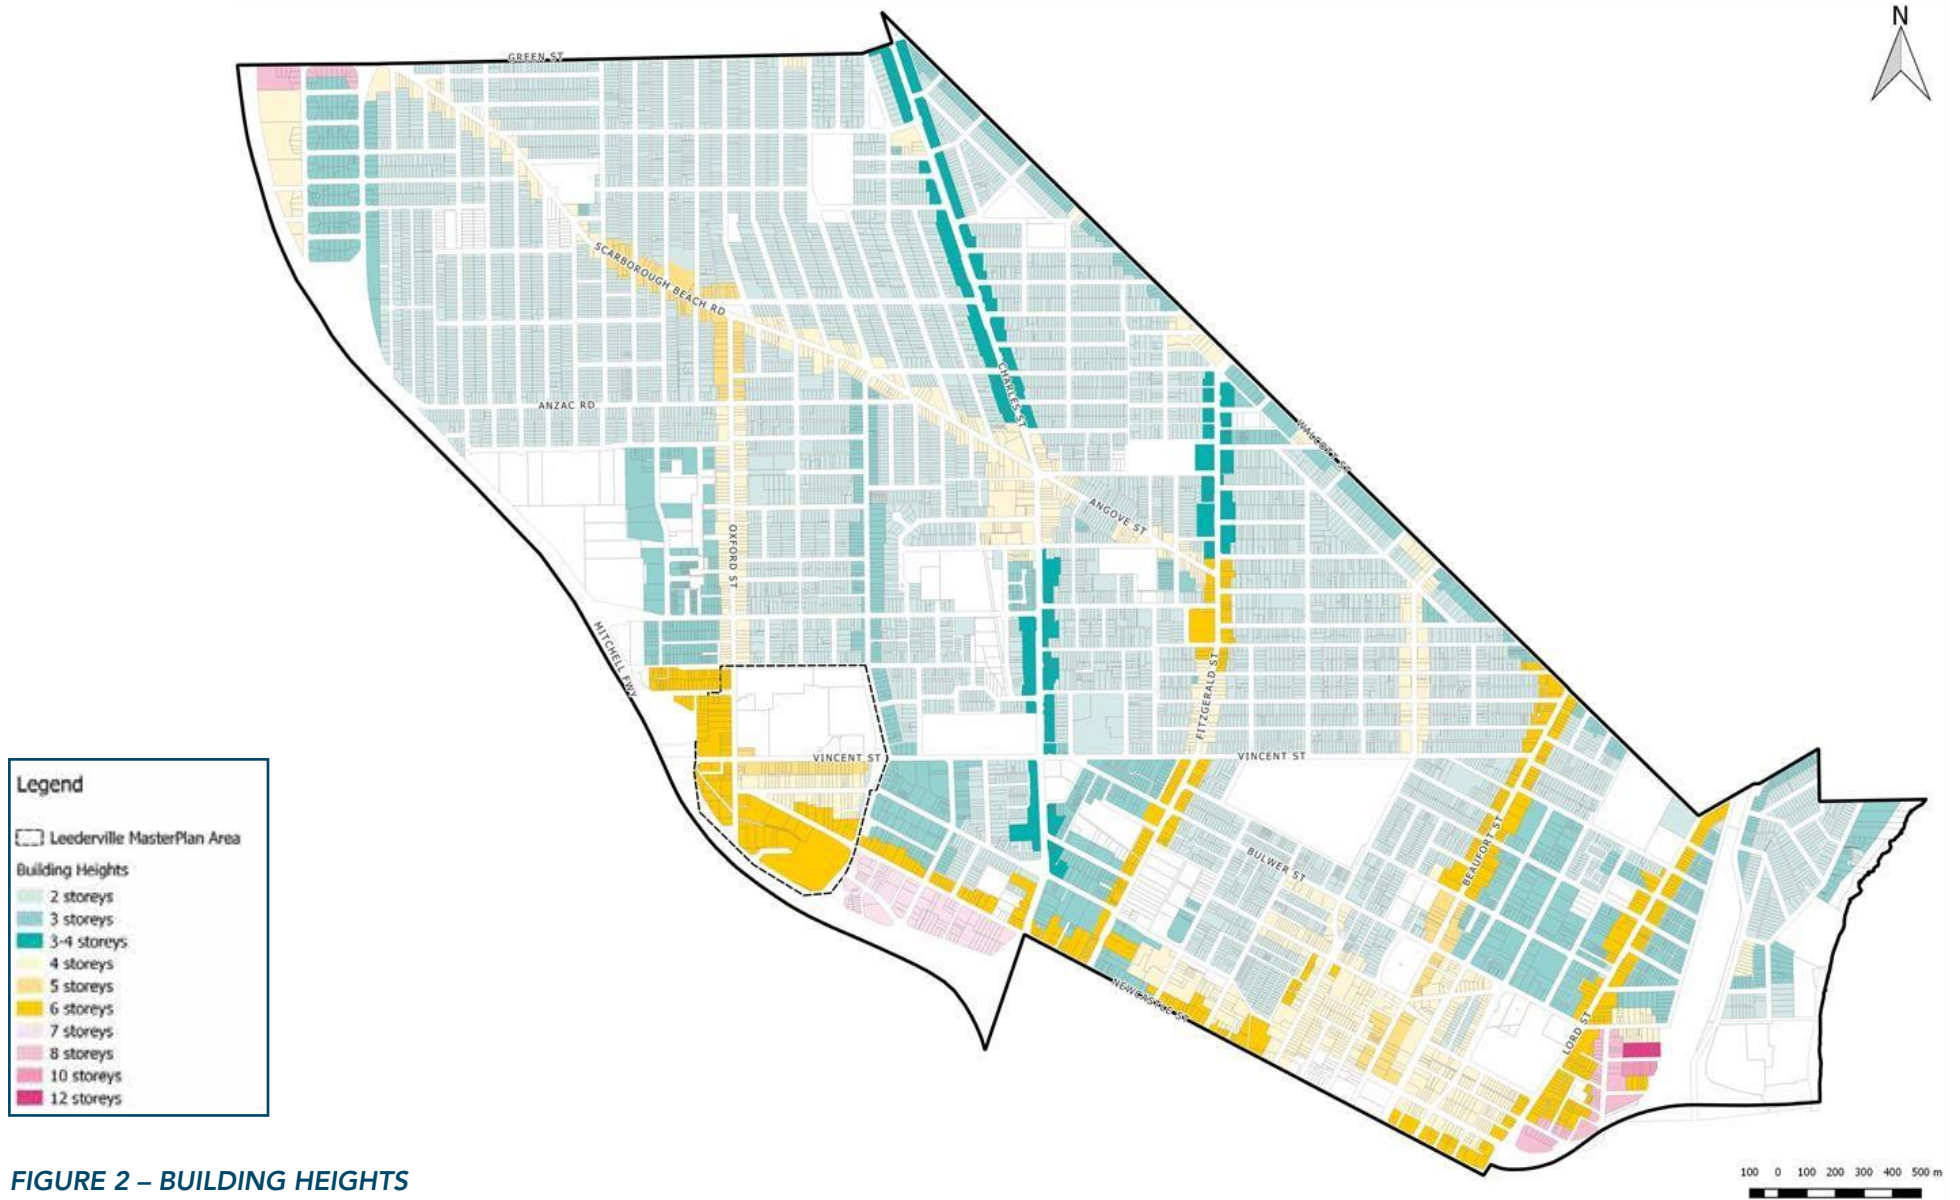 N
GREEN ST
SCARBOROUGH BEACH RD
CHARLES ST
ANZAC RD
WALCOTT ST
ANGOVE ST
OXFORD ST
MITCHELL FWY
FITZGERALD ST
VINCENT ST
VINCENT ST
BULWER ST
BEAUFORT ST
NEWCASTLE ST
LORD ST
Legend
Leederville MasterPlan Area
Building Heights
2 storeys
3 storeys
3-4 storeys
4 storeys
5 storeys
6 storeys
7 storeys
8 storeys
10 storeys
12 storeys
100 0 100 200 300 400 500 m
FIGURE 2 – BUILDING HEIGHTS